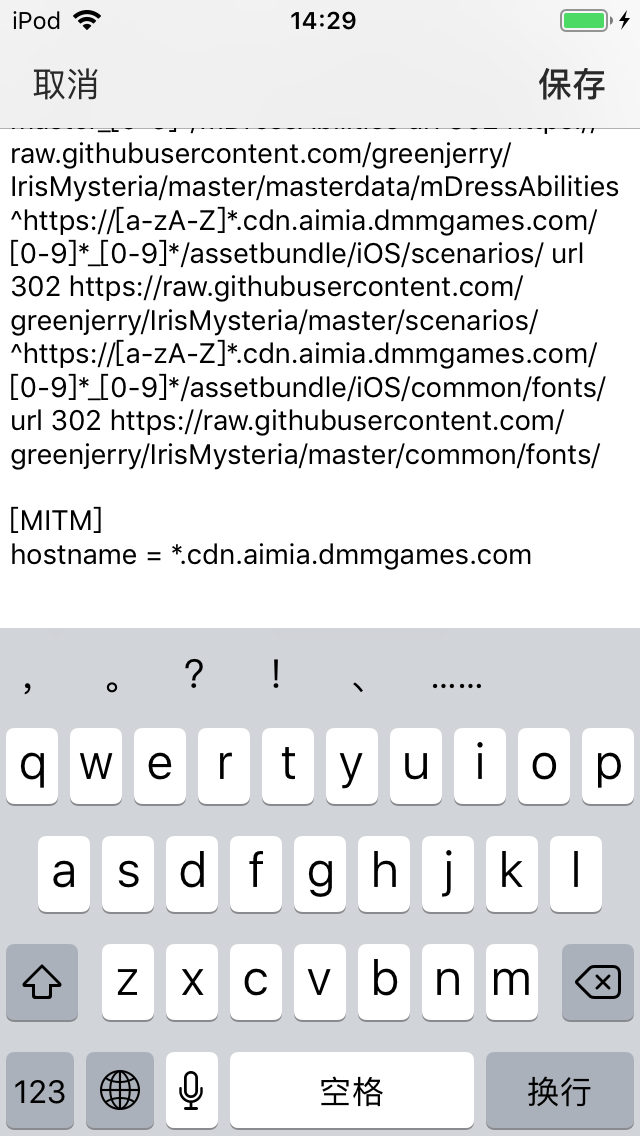 iPod 14:29
取消 保存
raw.githubusercontent.com/greenjerry/
IrisMysteria/master/masterdata/mDressAbilities
^https://[a-zA-Z]*.cdn.aimia.dmmgames.com/
[0-9]*_[0-9]*/assetbundle/iOS/scenarios/ url
302 https://raw.githubusercontent.com/
greenjerry/IrisMysteria/master/scenarios/
^https://[a-zA-Z]*.cdn.aimia.dmmgames.com/
[0-9]*_[0-9]*/assetbundle/iOS/common/fonts/
url 302 https://raw.githubusercontent.com/
greenjerry/IrisMysteria/master/common/fonts/
[MITM]
hostname = *.cdn.aimia.dmmgames.com
， 。 ? ! 、 ……
q w e r t y u i o p
a s d f g h j k l
z x c v b n m
123 空格 换行